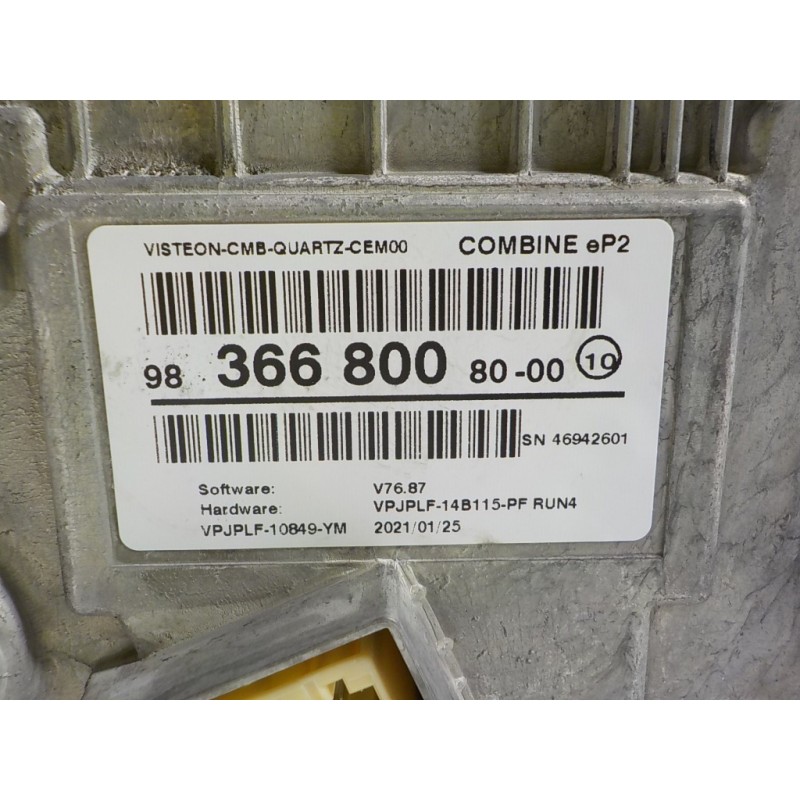 VISTEON-CMB-QUARTZ-CEM00 COMBINE eP2
98 366 800 80-00 10
SN 46942601
Software: V76.87
Hardware: VPJPLF-14B115-PF RUN4
VPJPLF-10849-YM 2021/01/25